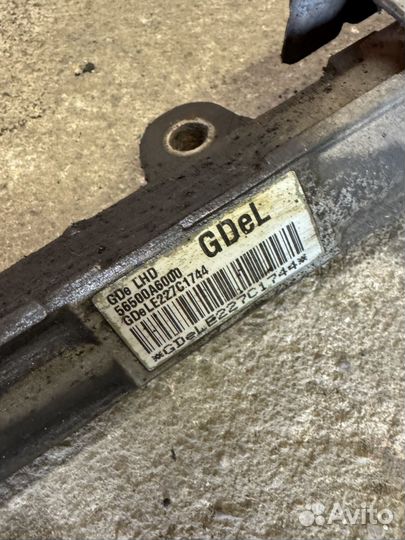 GDe LHD
56500A6000
GDeLE227C1744
GDeL
*GDeLE227C1744*
Avito